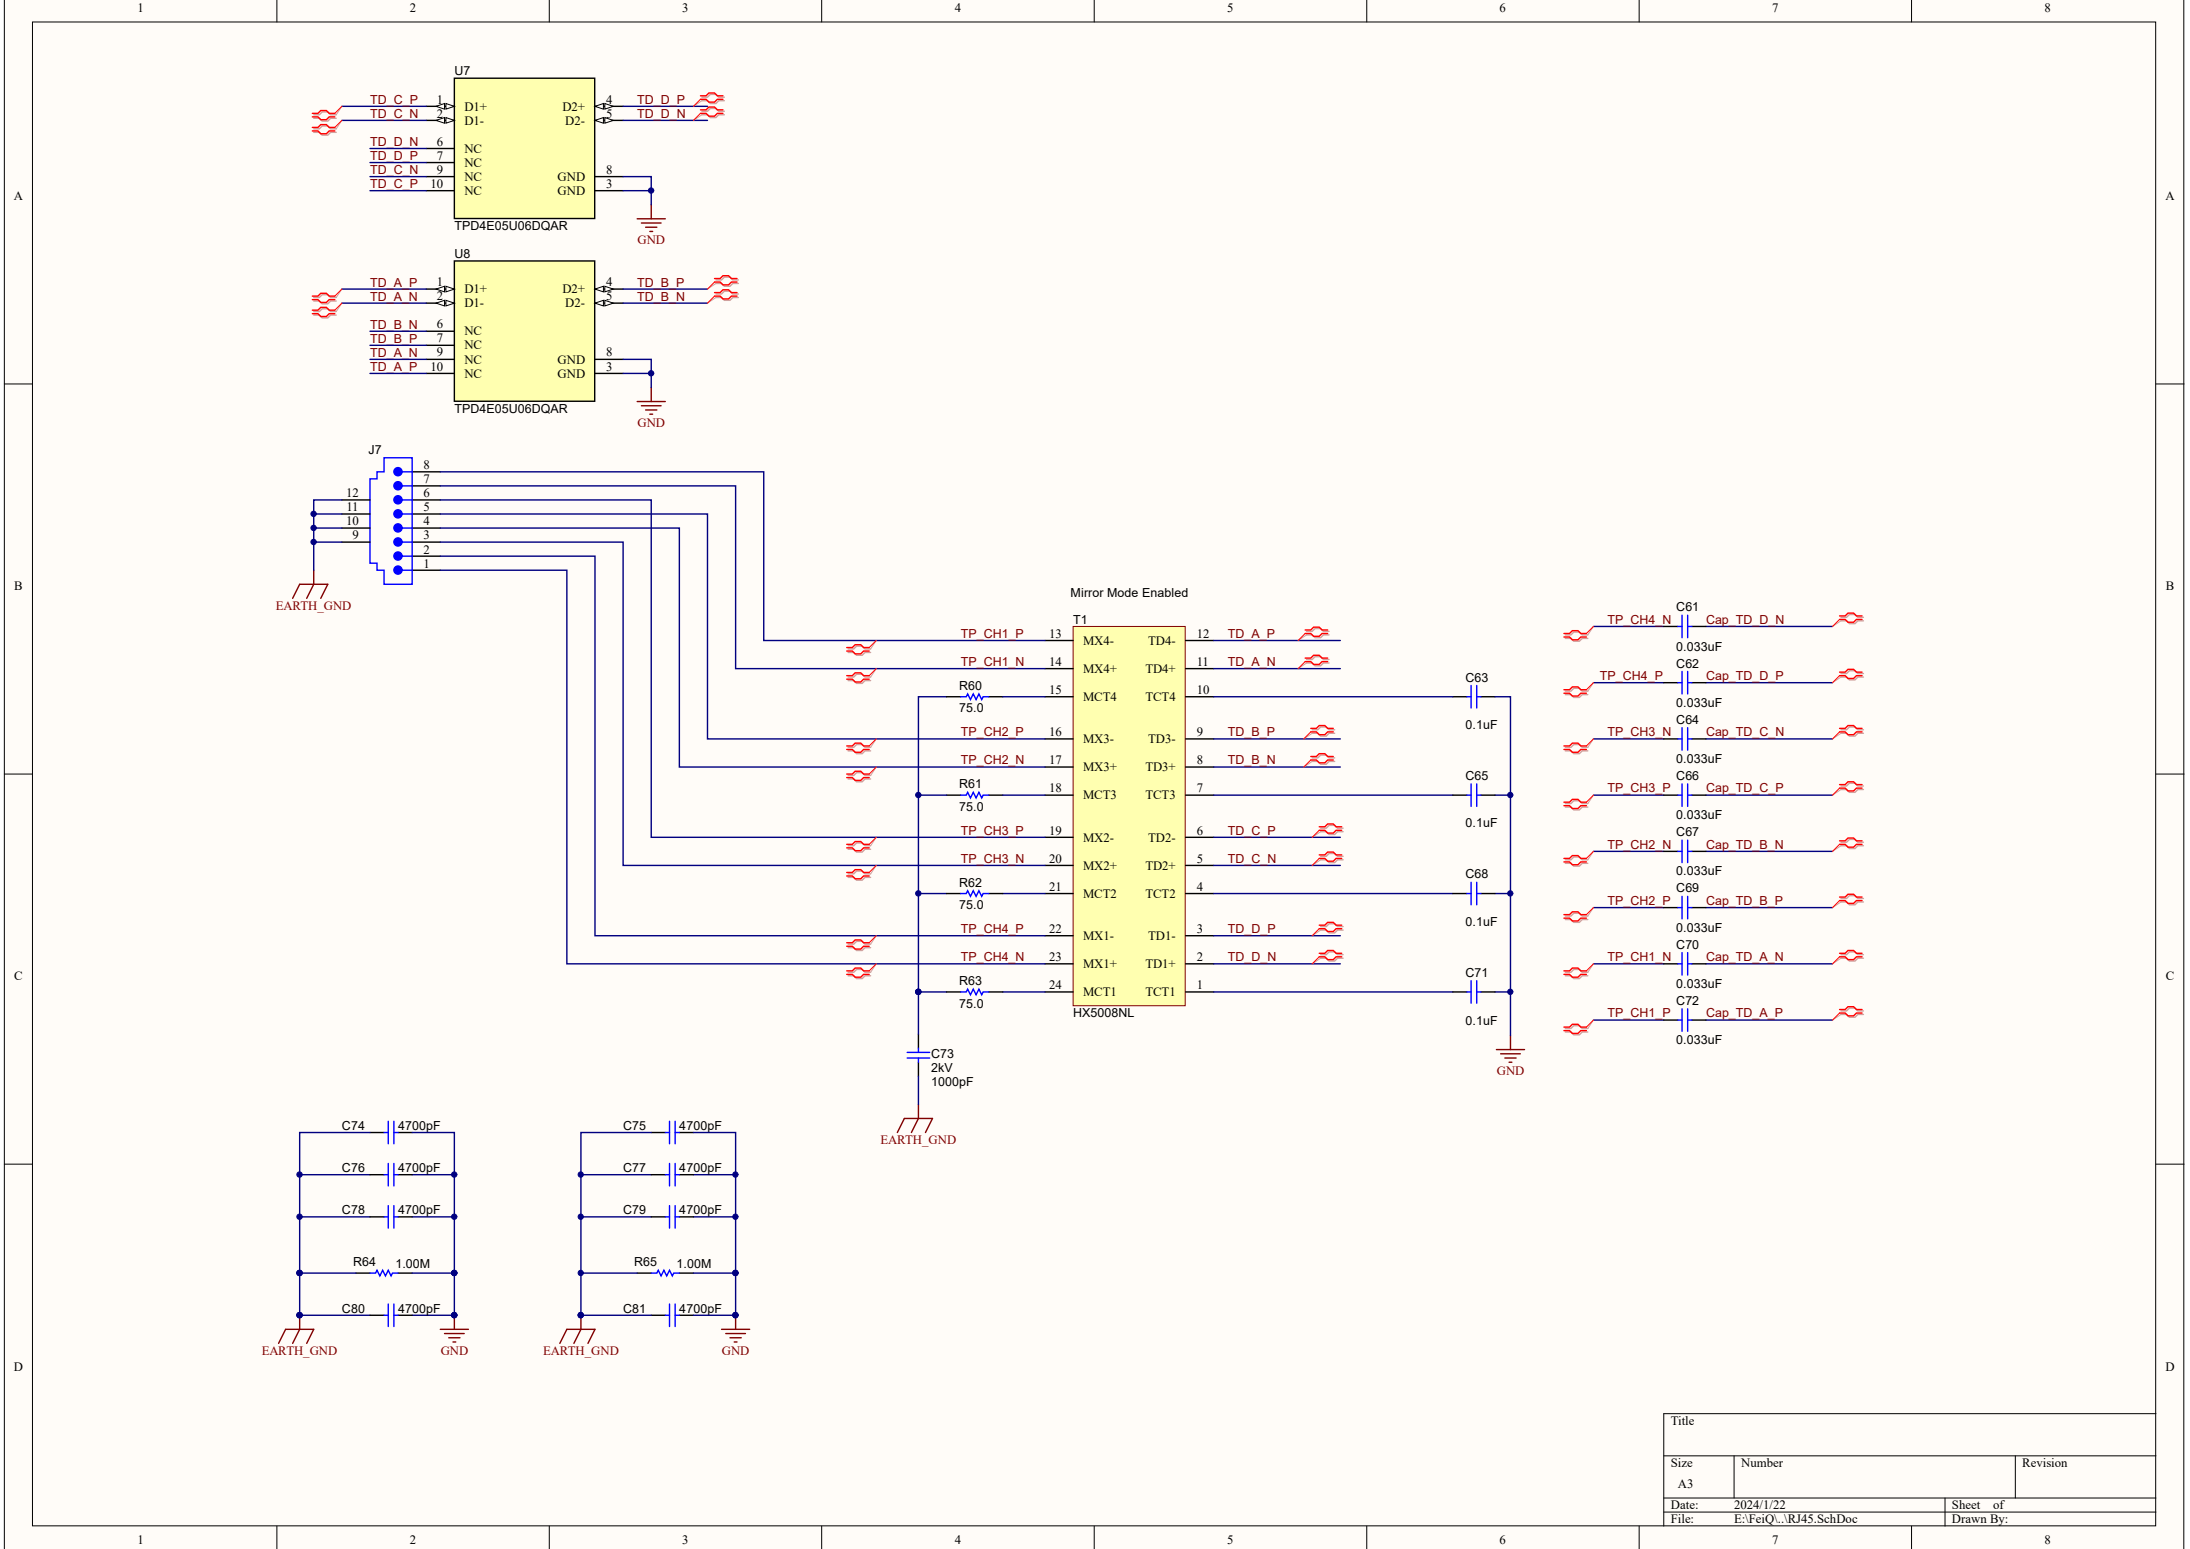 1 2 3 4 5 6 7 8
A A
B B
C C
D D
U7
TD_C_P 1 D1+ D2+ 4 TD_D_P
TD_C_N 2 D1- D2- 5 TD_D_N
TD_D_N 6 NC
TD_D_P 7 NC
TD_C_N 9 NC GND 8
TD_C_P 10 NC GND 3
TPD4E05U06DQAR
GND
U8
TD_A_P 1 D1+ D2+ 4 TD_B_P
TD_A_N 2 D1- D2- 5 TD_B_N
TD_B_N 6 NC
TD_B_P 7 NC
TD_A_N 9 NC GND 8
TD_A_P 10 NC GND 3
TPD4E05U06DQAR
GND
J7
8
7
12 6
11 5
10 4
9 3
2
1
EARTH_GND
Mirror Mode Enabled
T1
TP_CH1_P 13 MX4- TD4- 12 TD_A_P
TP_CH1_N 14 MX4+ TD4+ 11 TD_A_N
R60 15 MCT4 TCT4 10 C63
75.0 0.1uF
TP_CH2_P 16 MX3- TD3- 9 TD_B_P
TP_CH2_N 17 MX3+ TD3+ 8 TD_B_N
R61 18 MCT3 TCT3 7 C65
75.0 0.1uF
TP_CH3_P 19 MX2- TD2- 6 TD_C_P
TP_CH3_N 20 MX2+ TD2+ 5 TD_C_N
R62 21 MCT2 TCT2 4 C68
75.0 0.1uF
TP_CH4_P 22 MX1- TD1- 3 TD_D_P
TP_CH4_N 23 MX1+ TD1+ 2 TD_D_N
R63 24 MCT1 TCT1 1 C71
75.0 0.1uF
HX5008NL
GND
C73
2kV
1000pF
EARTH_GND
C61
TP_CH4_N Cap_TD_D_N
0.033uF
C62
TP_CH4_P Cap_TD_D_P
0.033uF
C64
TP_CH3_N Cap_TD_C_N
0.033uF
C66
TP_CH3_P Cap_TD_C_P
0.033uF
C67
TP_CH2_N Cap_TD_B_N
0.033uF
C69
TP_CH2_P Cap_TD_B_P
0.033uF
C70
TP_CH1_N Cap_TD_A_N
0.033uF
C72
TP_CH1_P Cap_TD_A_P
0.033uF
C74 4700pF
C76 4700pF
C78 4700pF
R64 1.00M
C80 4700pF
EARTH_GND GND
C75 4700pF
C77 4700pF
C79 4700pF
R65 1.00M
C81 4700pF
EARTH_GND GND
Title
Size Number Revision
A3
Date: 2024/1/22 Sheet of
File: E:\FeiQ\..\RJ45.SchDoc Drawn By:
1 2 3 4 5 6 7 8